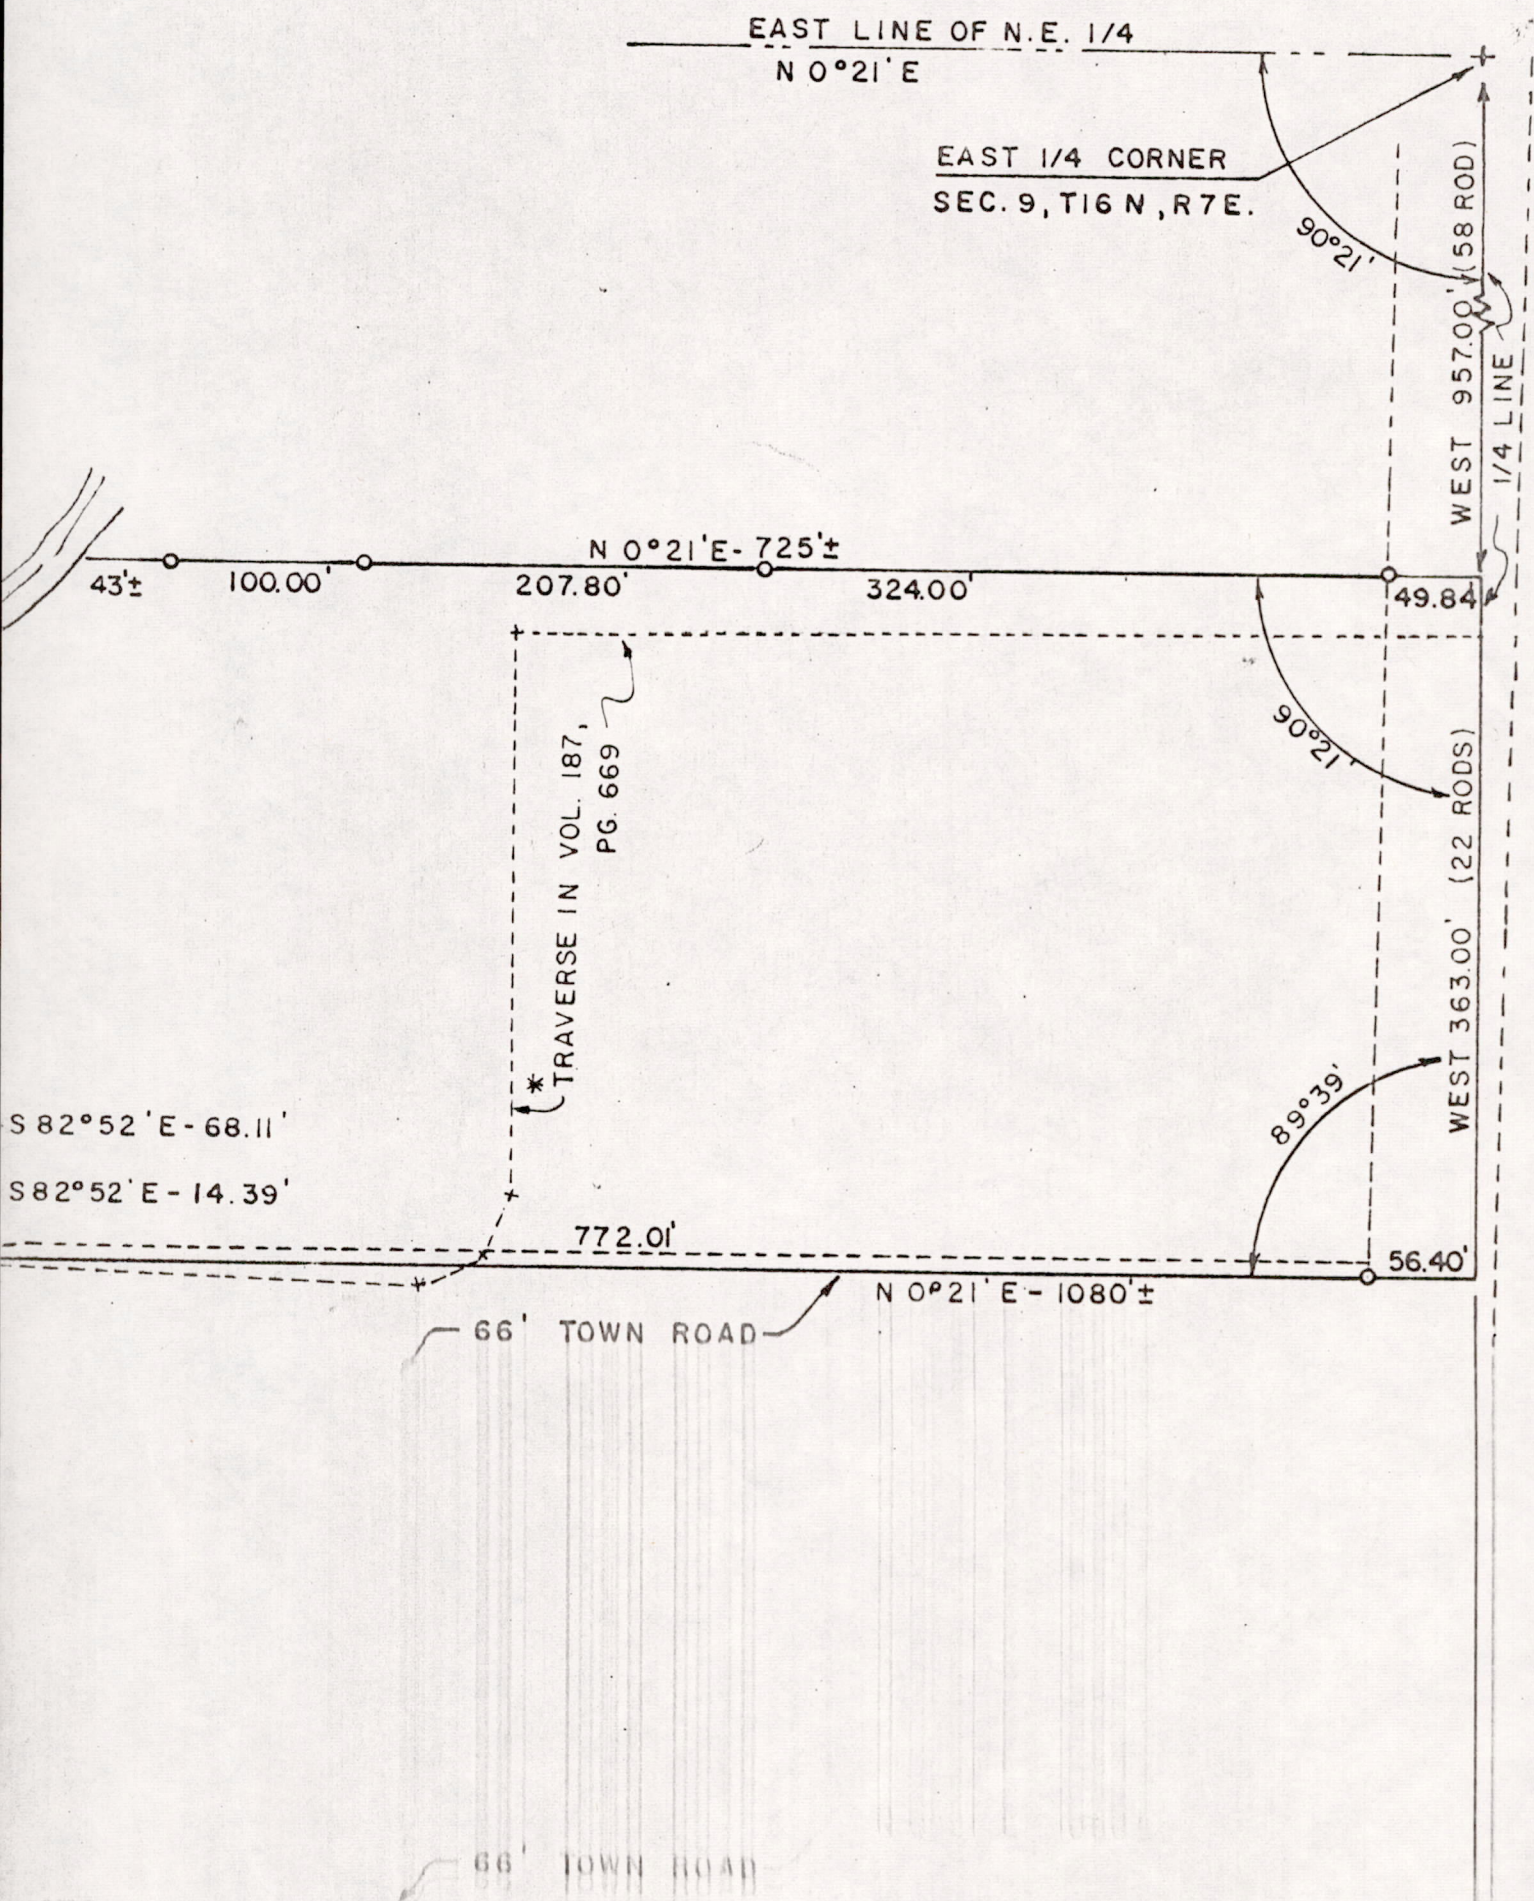 EAST LINE OF N.E. 1/4
N 0°21' E
EAST 1/4 CORNER
SEC. 9, T16 N, R7E.
90°21'
WEST 957.00' (58 ROD)
1/4 LINE
N 0°21'E- 725'±
43'±
100.00'
207.80'
324.00'
49.84
90°21'
TRAVERSE IN VOL. 187,
PG. 669
*
WEST 363.00' (22 RODS)
89°39'
S 82°52'E-68.11'
S82°52'E-14.39'
772.01'
56.40'
N 0°21' E-1080'±
66' TOWN ROAD
66' TOWN ROAD